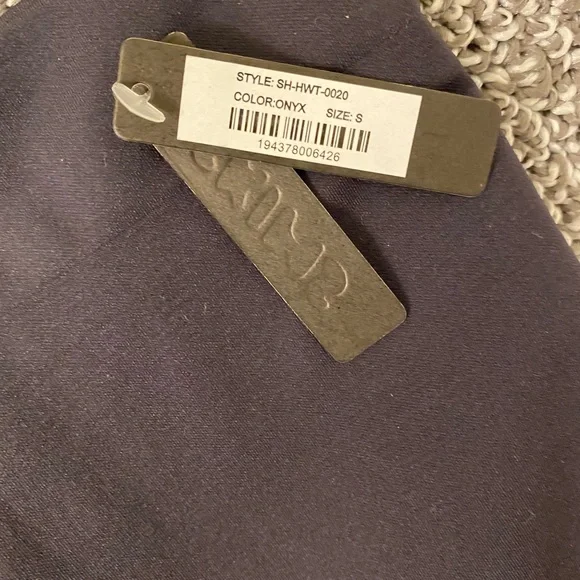 STYLE: SH-HWT-0020
COLOR:ONYX SIZE: S
194378006426